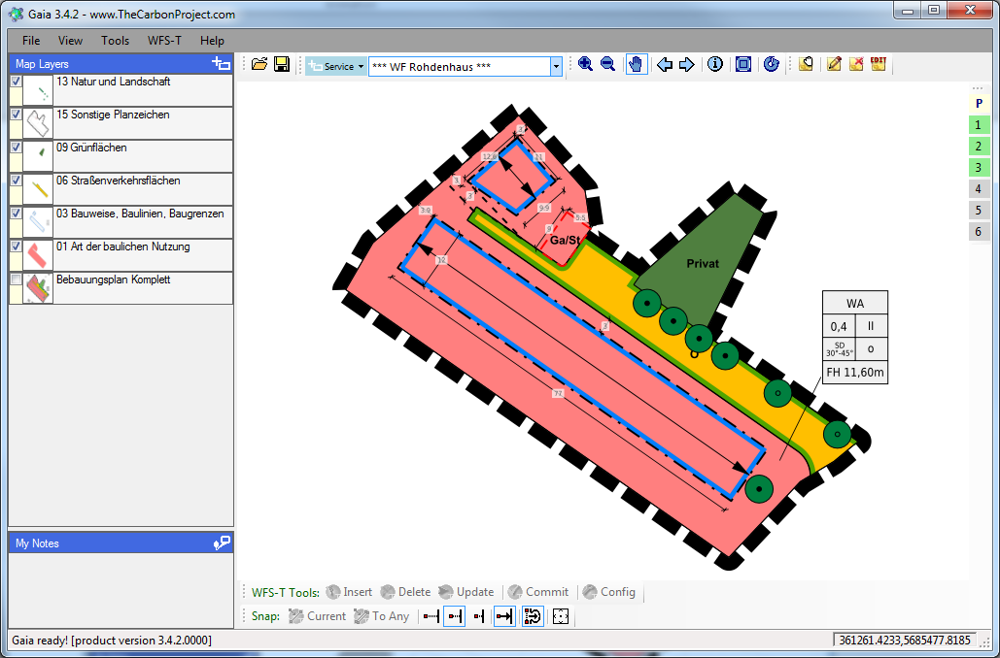 Gaia 3.4.2 - www.TheCarbonProject.com
File View Tools WFS-T Help
Map Layers
13 Natur und Landschaft
15 Sonstige Planzeichen
09 Grünflächen
06 Straßenverkehrsflächen
03 Bauweise, Baulinien, Baugrenzen
01 Art der baulichen Nutzung
Bebauungsplan Komplett
My Notes
Service *** WF Rohdenhaus *** EDIT
P
1
2
3
4
5
6
3
12.6 11
3
3
3.9 9.9 5.5
9
Ga/St
12
Privat
3
77
WA
0,4 II
SD
30°-45° o
FH 11,60m
WFS-T Tools: Insert Delete Update Commit Config
Snap: Current To Any
Gaia ready! [product version 3.4.2.0000] 361261.4233,5685477.8185